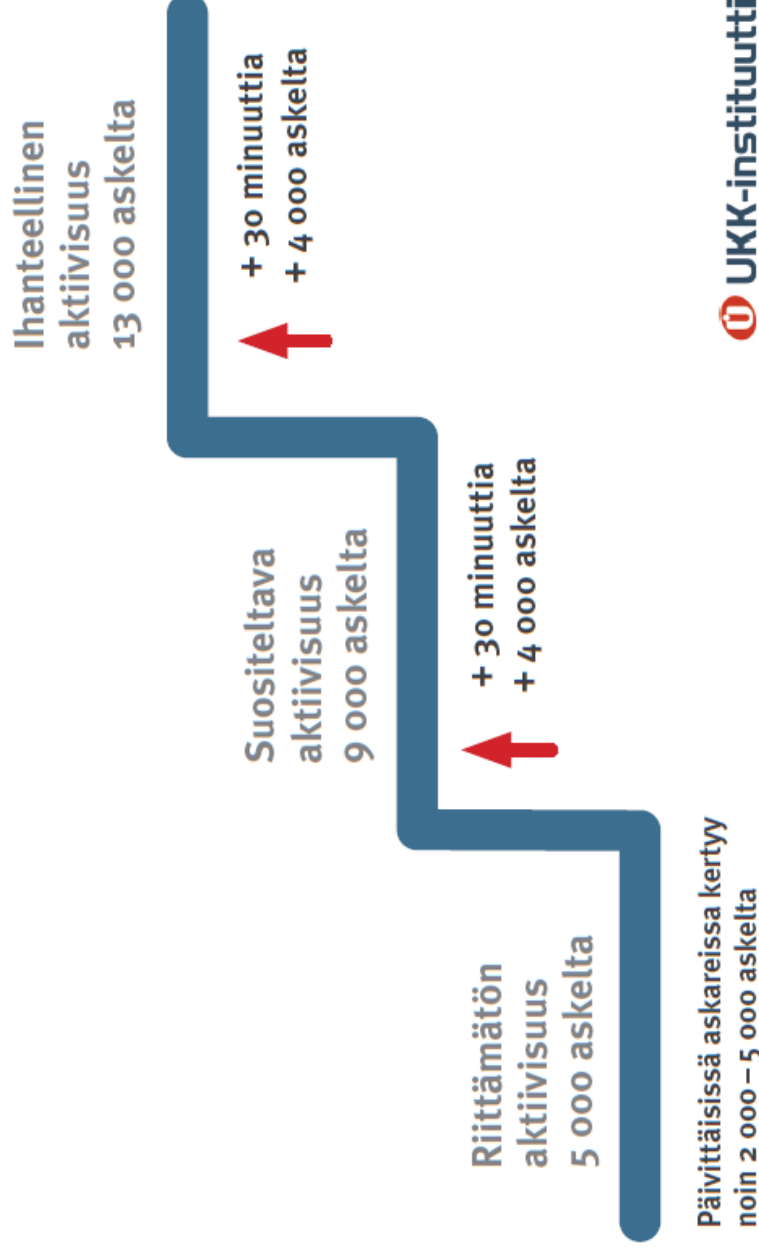 Ihanteellinen
aktiivisuus
13 000 askelta
+ 30 minuuttia
+ 4 000 askelta
Suositeltava
aktiivisuus
9 000 askelta
+ 30 minuuttia
+ 4 000 askelta
Riittämätön
aktiivisuus
5 000 askelta
Päivittäisissä askareissa kertyy
noin 2 000 – 5 000 askelta
UKK-instituutti